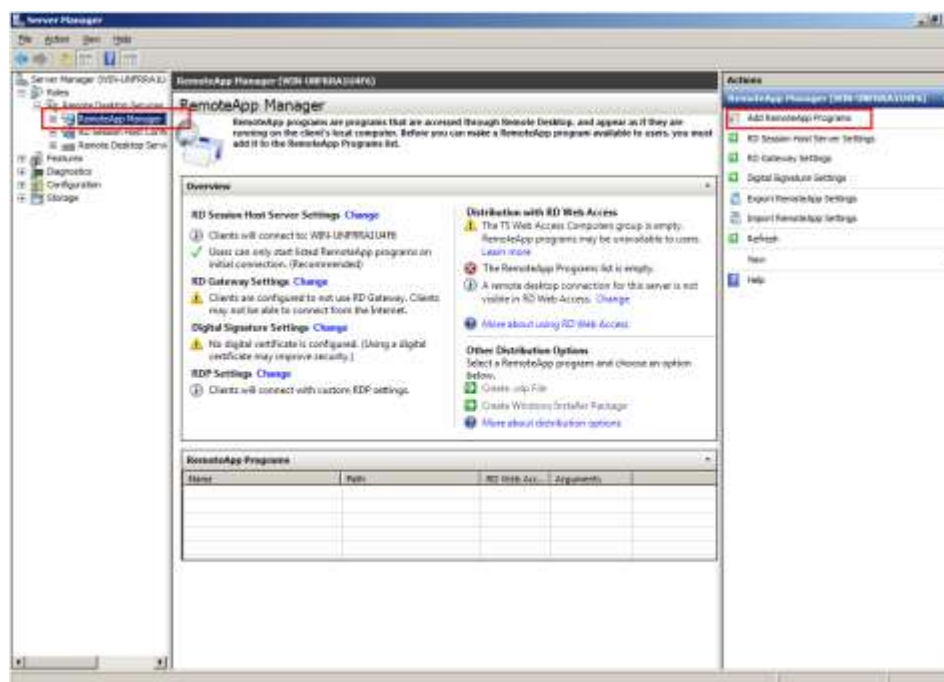 Server Manager
File Action View Help
Server Manager (WIN-UNFRRA1U
Roles
Remote Desktop Services
RemoteApp Manager
RD Session Host Confi
Remote Desktop Servi
Features
Diagnostics
Configuration
Storage
RemoteApp Manager (WIN-UNFRRA1U4F6)
RemoteApp Manager
RemoteApp programs are programs that are accessed through Remote Desktop, and appear as if they are
running on the client's local computer. Before you can make a RemoteApp program available to users, you must
add it to the RemoteApp Programs list.
Overview
RD Session Host Server Settings Change
Clients will connect to: WIN-UNFRRA1U4F6
Users can only start listed RemoteApp programs on
initial connection. (Recommended)
RD Gateway Settings Change
Clients are configured to not use RD Gateway. Clients
may not be able to connect from the Internet.
Digital Signature Settings Change
No digital certificate is configured. (Using a digital
certificate may improve security.)
RDP Settings Change
Clients will connect with custom RDP settings.
Distribution with RD Web Access
The TS Web Access Computers group is empty.
RemoteApp programs may be unavailable to users.
Learn more
The RemoteApp Programs list is empty.
A remote desktop connection for this server is not
visible in RD Web Access. Change
More about using RD Web Access
Other Distribution Options
Select a RemoteApp program and choose an option
below.
Create .rdp File
Create Windows Installer Package
More about distribution options
RemoteApp Programs
Name Path RD Web Acc... Arguments
Actions
RemoteApp Manager (WIN-UNFRRA1U4F6)
Add RemoteApp Programs
RD Session Host Server Settings
RD Gateway Settings
Digital Signature Settings
Export RemoteApp Settings
Import RemoteApp Settings
Refresh
View
Help